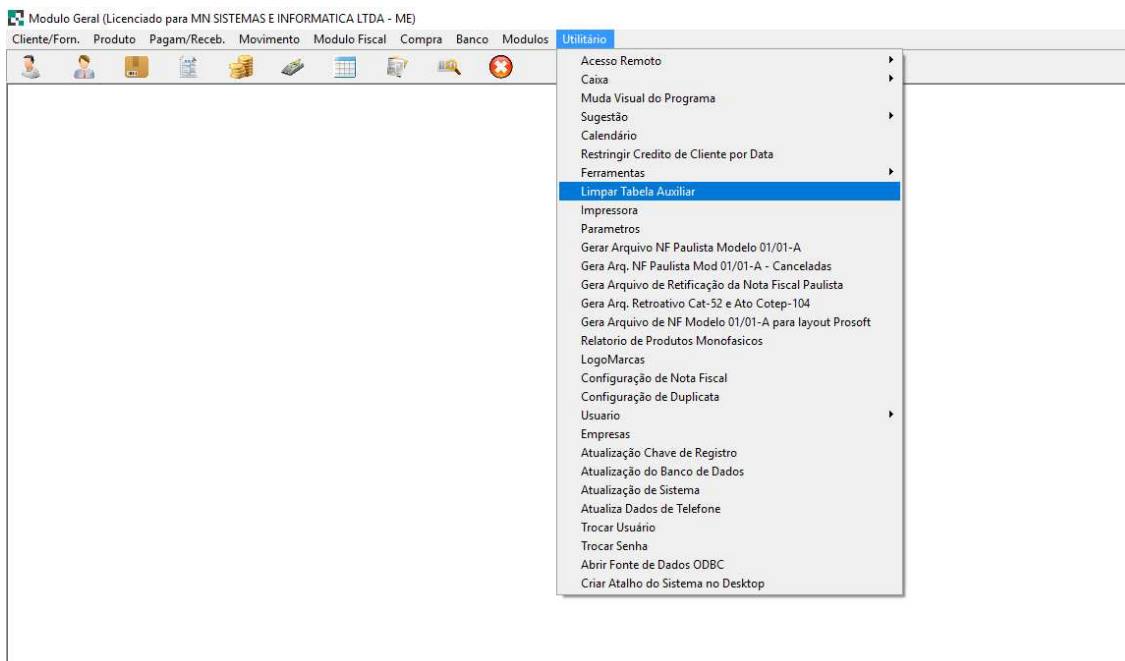 Modulo Geral (Licenciado para MN SISTEMAS E INFORMATICA LTDA - ME)
Cliente/Forn. Produto Pagam/Receb. Movimento Modulo Fiscal Compra Banco Modulos Utilitário
Acesso Remoto
Caixa
Muda Visual do Programa
Sugestão
Calendário
Restringir Credito de Cliente por Data
Ferramentas
Limpar Tabela Auxiliar
Impressora
Parametros
Gerar Arquivo NF Paulista Modelo 01/01-A
Gera Arq. NF Paulista Mod 01/01-A - Canceladas
Gera Arquivo de Retificação da Nota Fiscal Paulista
Gera Arq. Retroativo Cat-52 e Ato Cotep-104
Gera Arquivo de NF Modelo 01/01-A para layout Prosoft
Relatorio de Produtos Monofasicos
LogoMarcas
Configuração de Nota Fiscal
Configuração de Duplicata
Usuario
Empresas
Atualização Chave de Registro
Atualização do Banco de Dados
Atualização de Sistema
Atualiza Dados de Telefone
Trocar Usuário
Trocar Senha
Abrir Fonte de Dados ODBC
Criar Atalho do Sistema no Desktop